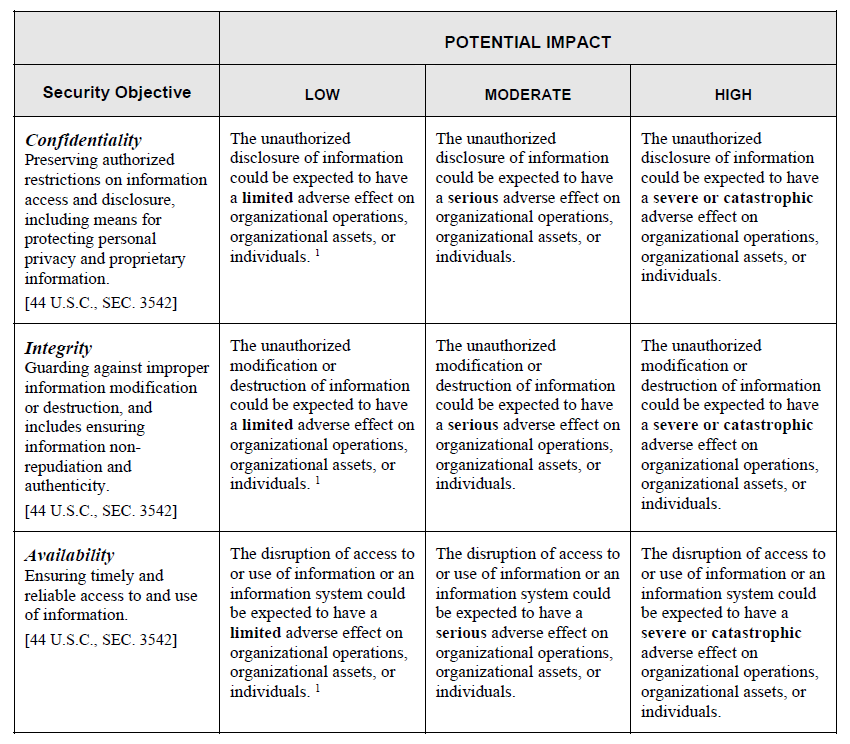 POTENTIAL IMPACT
Security Objective
LOW
MODERATE
HIGH
Confidentiality
Preserving authorized
restrictions on information
access and disclosure,
including means for
protecting personal
privacy and proprietary
information.
[44 U.S.C., SEC. 3542]
The unauthorized
disclosure of information
could be expected to have
a limited adverse effect on
organizational operations,
organizational assets, or
individuals. 1
The unauthorized
disclosure of information
could be expected to have
a serious adverse effect on
organizational operations,
organizational assets, or
individuals.
The unauthorized
disclosure of information
could be expected to have
a severe or catastrophic
adverse effect on
organizational operations,
organizational assets, or
individuals.
Integrity
Guarding against improper
information modification
or destruction, and
includes ensuring
information non-
repudiation and
authenticity.
[44 U.S.C., SEC. 3542]
The unauthorized
modification or
destruction of information
could be expected to have
a limited adverse effect on
organizational operations,
organizational assets, or
individuals. 1
The unauthorized
modification or
destruction of information
could be expected to have
a serious adverse effect on
organizational operations,
organizational assets, or
individuals.
The unauthorized
modification or
destruction of information
could be expected to have
a severe or catastrophic
adverse effect on
organizational operations,
organizational assets, or
individuals.
Availability
Ensuring timely and
reliable access to and use
of information.
[44 U.S.C., SEC. 3542]
The disruption of access to
or use of information or an
information system could
be expected to have a
limited adverse effect on
organizational operations,
organizational assets, or
individuals. 1
The disruption of access to
or use of information or an
information system could
be expected to have a
serious adverse effect on
organizational operations,
organizational assets, or
individuals.
The disruption of access to
or use of information or an
information system could
be expected to have a
severe or catastrophic
adverse effect on
organizational operations,
organizational assets, or
individuals.